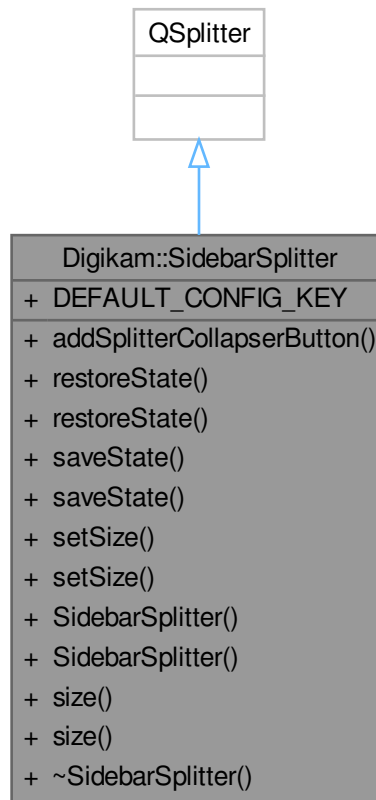 QSplitter
Digikam::SidebarSplitter
+ DEFAULT_CONFIG_KEY
+ addSplitterCollapserButton()
+ restoreState()
+ restoreState()
+ saveState()
+ saveState()
+ setSize()
+ setSize()
+ SidebarSplitter()
+ SidebarSplitter()
+ size()
+ size()
+ ~SidebarSplitter()